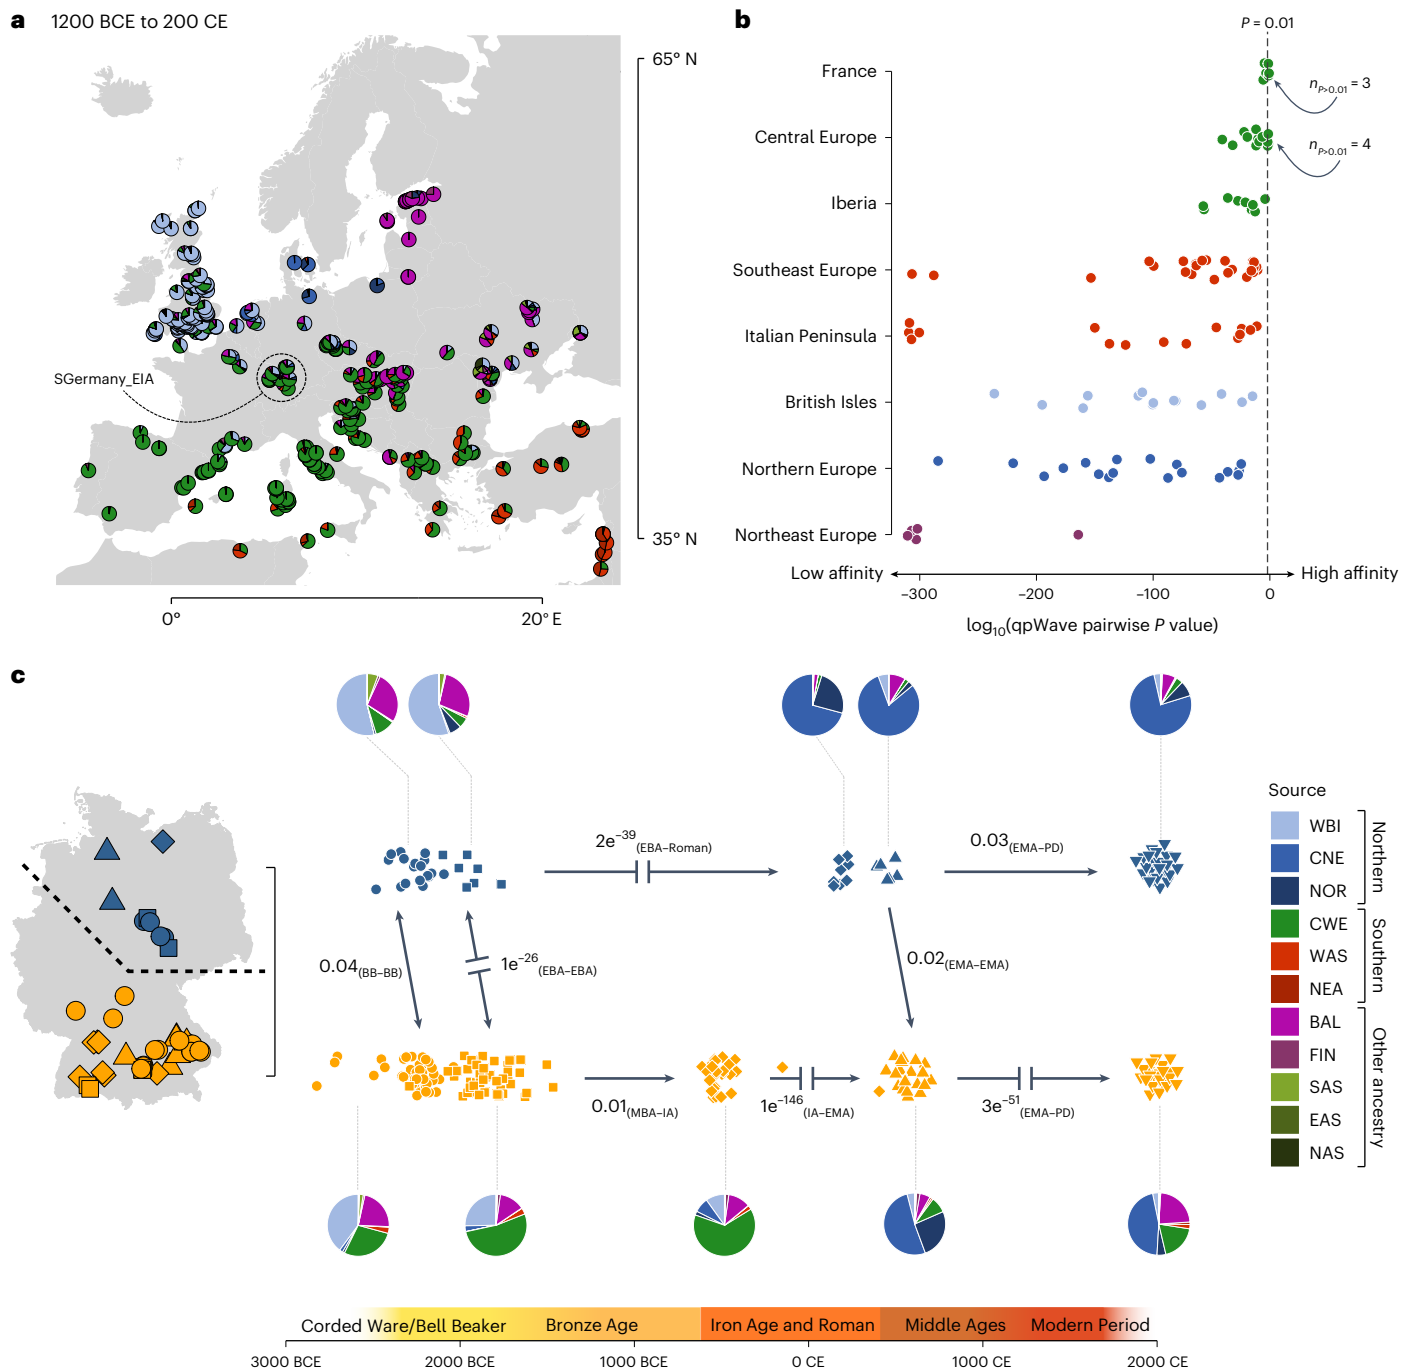 a 1200 BCE to 200 CE
65° N
35° N
SGermany_EIA
0°
20° E
b
P = 0.01
France
nP>0.01 = 3
Central Europe
nP>0.01 = 4
Iberia
Southeast Europe
Italian Peninsula
British Isles
Northern Europe
Northeast Europe
Low affinity
High affinity
–300 –200 –100 0
log10(qpWave pairwise P value)
c
2e–39(EBA–Roman)
0.03(EMA–PD)
0.04(BB–BB)
1e–26(EBA–EBA)
0.02(EMA–EMA)
0.01(MBA–IA)
1e–146(IA–EMA)
3e–51(EMA–PD)
Source
WBI
CNE
NOR
CWE
WAS
NEA
BAL
FIN
SAS
EAS
NAS
Northern
Southern
Other ancestry
Corded Ware/Bell Beaker Bronze Age Iron Age and Roman Middle Ages Modern Period
3000 BCE 2000 BCE 1000 BCE 0 CE 1000 CE 2000 CE